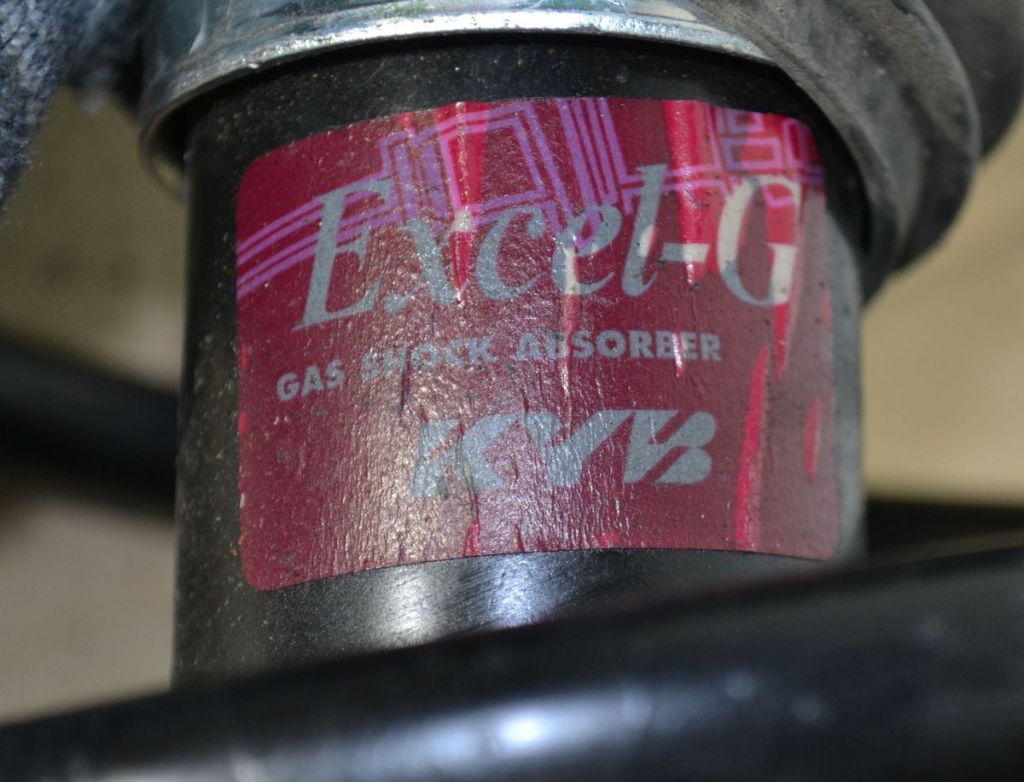 Excel-G
GAS SHOCK ABSORBER
KYB